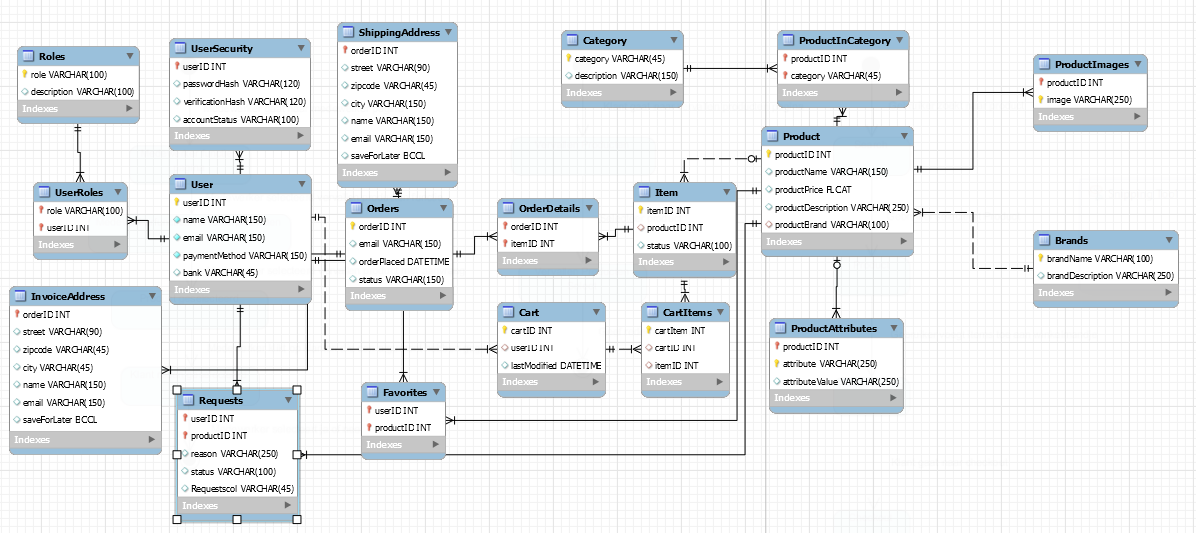 Roles
role VARCHAR(100)
description VARCHAR(100)
Indexes
UserSecurity
userID INT
passwordHash VARCHAR(120)
verificationHash VARCHAR(120)
accountStatus VARCHAR(100)
Indexes
ShippingAddress
orderID INT
street VARCHAR(90)
zipcode VARCHAR(45)
city VARCHAR(150)
name VARCHAR(150)
email VARCHAR(150)
saveForLater BOOL
Indexes
Category
category VARCHAR(45)
description VARCHAR(150)
Indexes
ProductInCategory
productID INT
category VARCHAR(45)
Indexes
ProductImages
productID INT
image VARCHAR(250)
Indexes
UserRoles
role VARCHAR(100)
userID INT
Indexes
User
userID INT
name VARCHAR(150)
email VARCHAR(150)
paymentMethod VARCHAR(150)
bank VARCHAR(45)
Indexes
Orders
orderID INT
email VARCHAR(150)
orderPlaced DATETIME
status VARCHAR(150)
Indexes
OrderDetails
orderID INT
itemID INT
Indexes
Item
itemID INT
productID INT
status VARCHAR(100)
Indexes
Product
productID INT
productName VARCHAR(150)
productPrice FLOAT
productDescription VARCHAR(250)
productBrand VARCHAR(100)
Indexes
Brands
brandName VARCHAR(100)
brandDescription VARCHAR(250)
Indexes
InvoiceAddress
orderID INT
street VARCHAR(90)
zipcode VARCHAR(45)
city VARCHAR(45)
name VARCHAR(150)
email VARCHAR(150)
saveForLater BOOL
Indexes
Requests
userID INT
productID INT
reason VARCHAR(250)
status VARCHAR(100)
Requestscol VARCHAR(45)
Indexes
Favorites
userID INT
productID INT
Indexes
Cart
cartID INT
userID INT
lastModified DATETIME
Indexes
CartItems
cartItem INT
cartID INT
itemID INT
Indexes
ProductAttributes
productID INT
attribute VARCHAR(250)
attributeValue VARCHAR(250)
Indexes